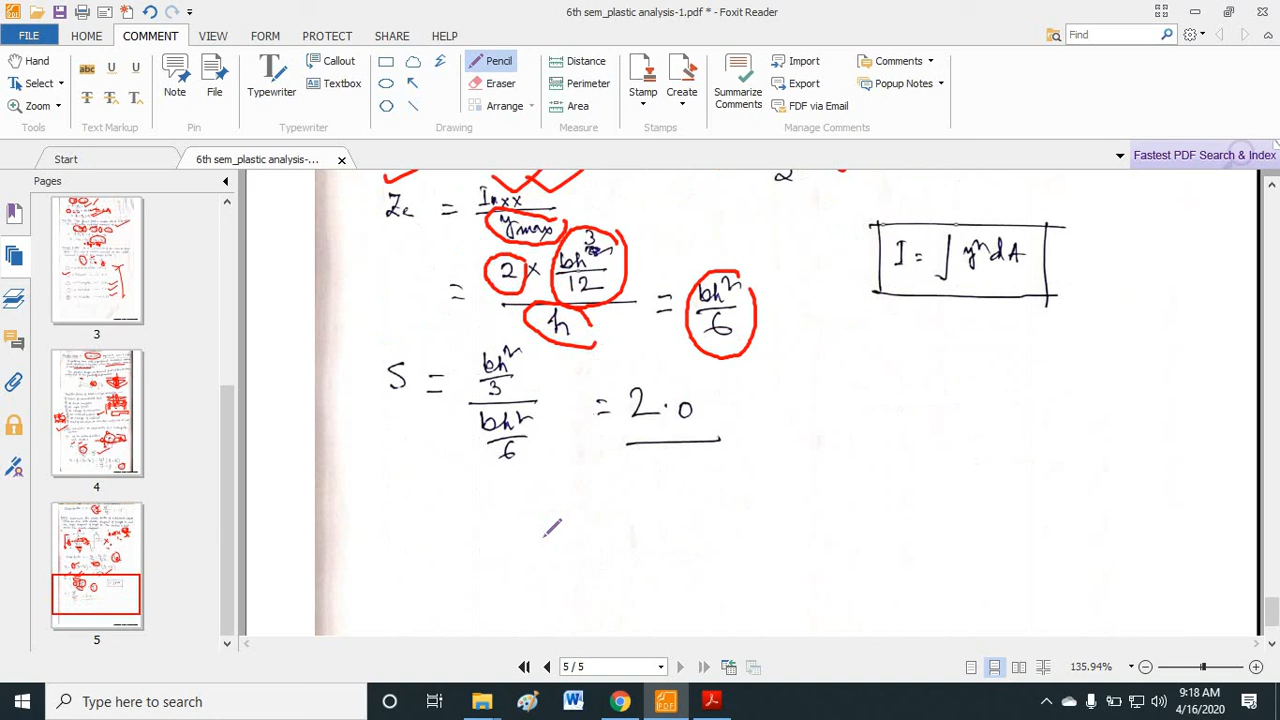 6th sem_plastic analysis-1.pdf * - Foxit Reader
FILE HOME COMMENT VIEW FORM PROTECT SHARE HELP
Find
Hand
Select
Zoom
Tools
Text Markup
Note
File
Pin
Typewriter
Callout
Textbox
Typewriter
Pencil
Eraser
Arrange
Drawing
Distance
Perimeter
Area
Measure
Stamp
Create
Stamps
Summarize
Comments
Import
Export
FDF via Email
Comments
Popup Notes
Manage Comments
Start
6th sem_plastic analysis-...
Fastest PDF Search & Index
Pages
3
4
5
Ze = Inxx / ymax
= 2 × bh³/12 / h = bh²/6
I = ∫ y² dA
S = bh²/3 / bh²/6 = 2.0
5 / 5
135.94%
Type here to search
9:18 AM
4/16/2020